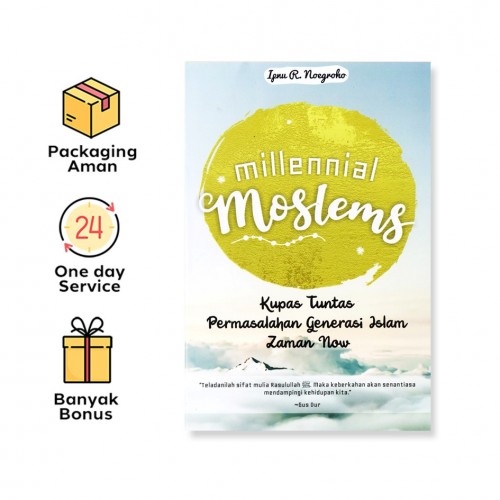 Packaging
Aman
24
One day
Service
Banyak
Bonus
Ipnu R. Noegroho
millennial
Moslems
Kupas Tuntas
Permasalahan Generasi Islam
Zaman Now
"Teladanilah sifat mulia Rasulullah ﷺ. Maka keberkahan akan senantiasa
mendampingi kehidupan kita."
~Gus Dur